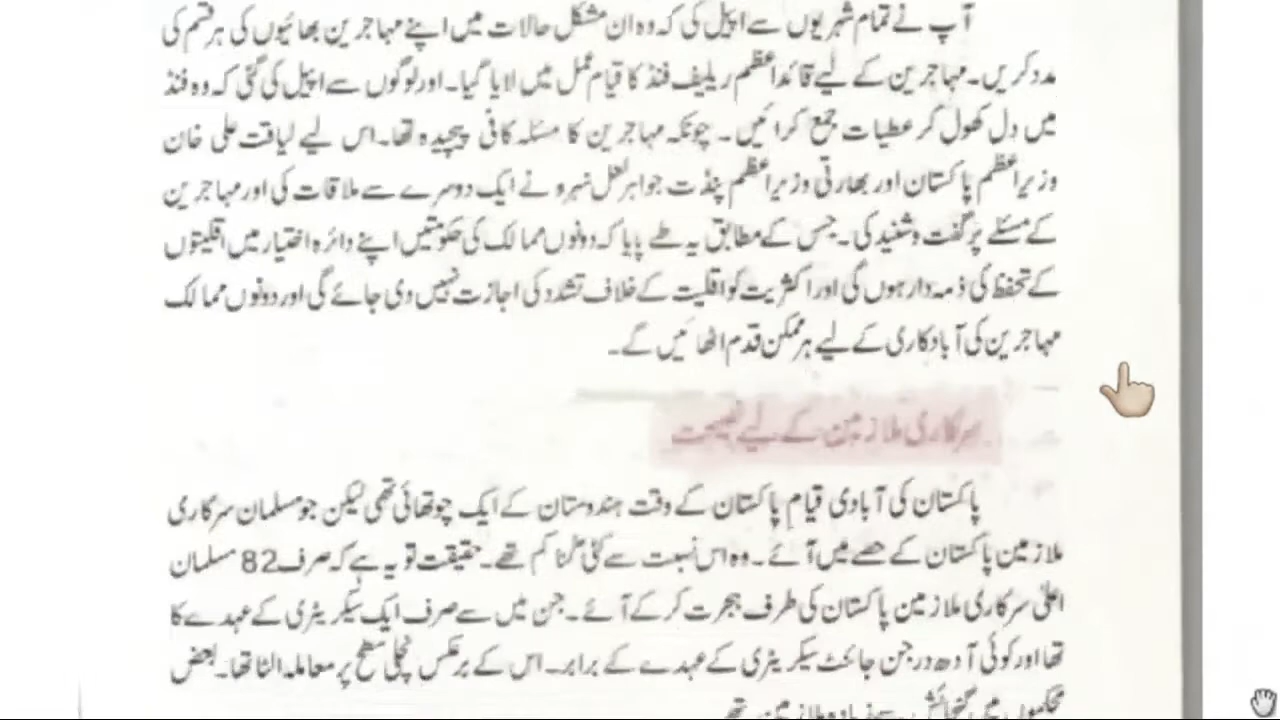 آپ نے تمام شہریوں سے اپیل کی کہ وہ ان مشکل حالات میں اپنے مہاجرین بھائیوں کی ہر قسم کی
مدد کریں۔ مہاجرین کے لیے قائداعظم ریلیف فنڈ کا قیام عمل میں لایا گیا۔ اور لوگوں سے اپیل کی گئی کہ وہ فنڈ
میں دل کھول کر عطیات جمع کرائیں۔ چونکہ مہاجرین کا مسئلہ کافی پیچیدہ تھا۔ اس لیے لیاقت علی خان
وزیراعظم پاکستان اور بھارتی وزیراعظم پنڈت جواہر لعل نہرو نے ایک دوسرے سے ملاقات کی اور مہاجرین
کے مسئلے پر گفت و شنید کی۔ جس کے مطابق یہ طے پایا کہ دونوں ممالک کی حکومتیں اپنے دائرہ اختیار میں اقلیتوں
کے تحفظ کی ذمہ دار ہوں گی اور اکثریت کو اقلیت کے خلاف تشدد کی اجازت نہیں دی جائے گی اور دونوں ممالک
مہاجرین کی آبادکاری کے لیے ہر ممکن قدم اٹھائیں گے۔
سرکاری ملازمین کے لیے نصیحت
پاکستان کی آبادی قیام پاکستان کے وقت ہندوستان کے ایک چوتھائی تھی لیکن جو مسلمان سرکاری
ملازمین پاکستان کے حصے میں آئے۔ وہ اس نسبت سے کئی گنا کم تھے۔ حقیقت تو یہ ہے کہ صرف 82 مسلمان
اعلیٰ سرکاری ملازمین پاکستان کی طرف ہجرت کر کے آئے۔ جن میں سے صرف ایک سیکریٹری کے عہدے کا
تھا اور کوئی آدھ درجن جائنٹ سیکریٹری کے عہدے کے برابر۔ اس کے برعکس نچلی سطح پر معاملہ الٹا تھا۔ بعض
محکموں میں گنجائش سے زیادہ ملازمین تھے